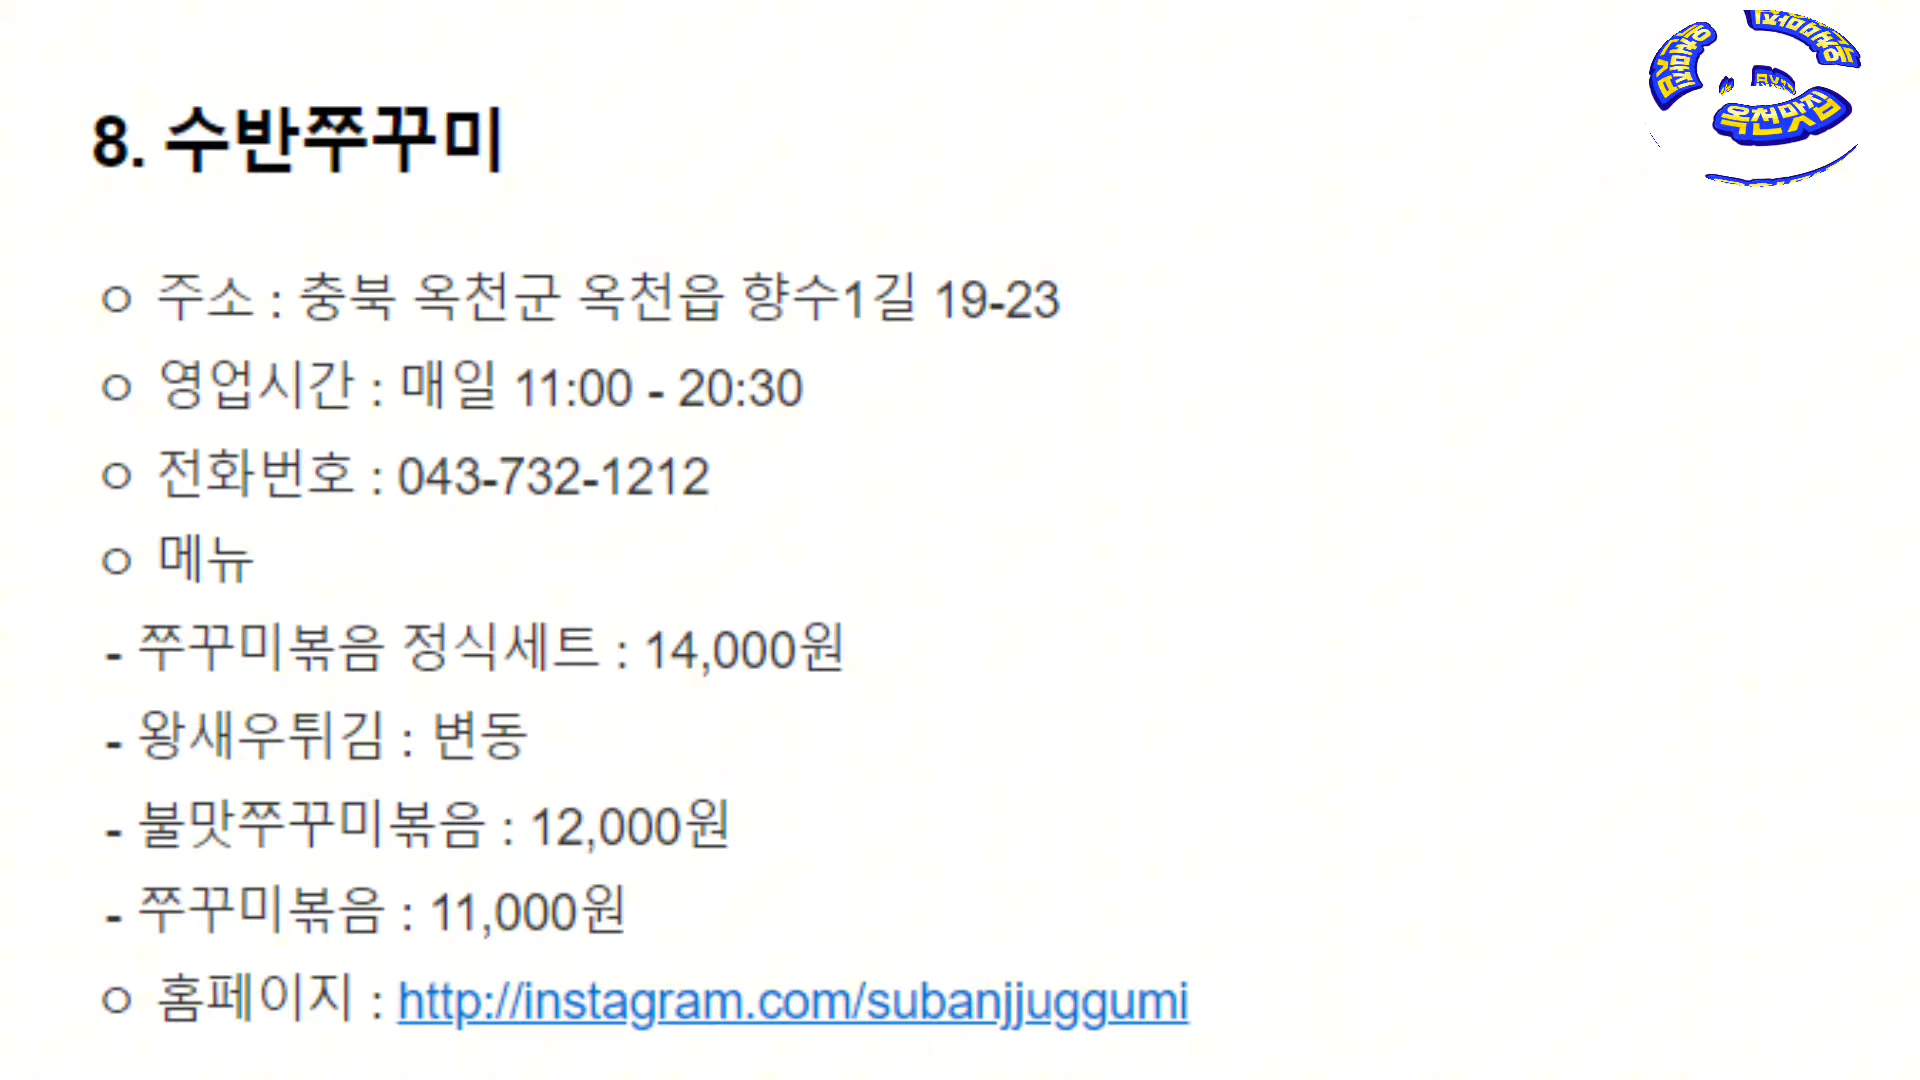 옥천맛집
8. 수반쭈꾸미
○ 주소 : 충북 옥천군 옥천읍 향수1길 19-23
○ 영업시간 : 매일 11:00 - 20:30
○ 전화번호 : 043-732-1212
○ 메뉴
- 쭈꾸미볶음 정식세트 : 14,000원
- 왕새우튀김 : 변동
- 불맛쭈꾸미볶음 : 12,000원
- 쭈꾸미볶음 : 11,000원
○ 홈페이지 : http://instagram.com/subanjjuggumi